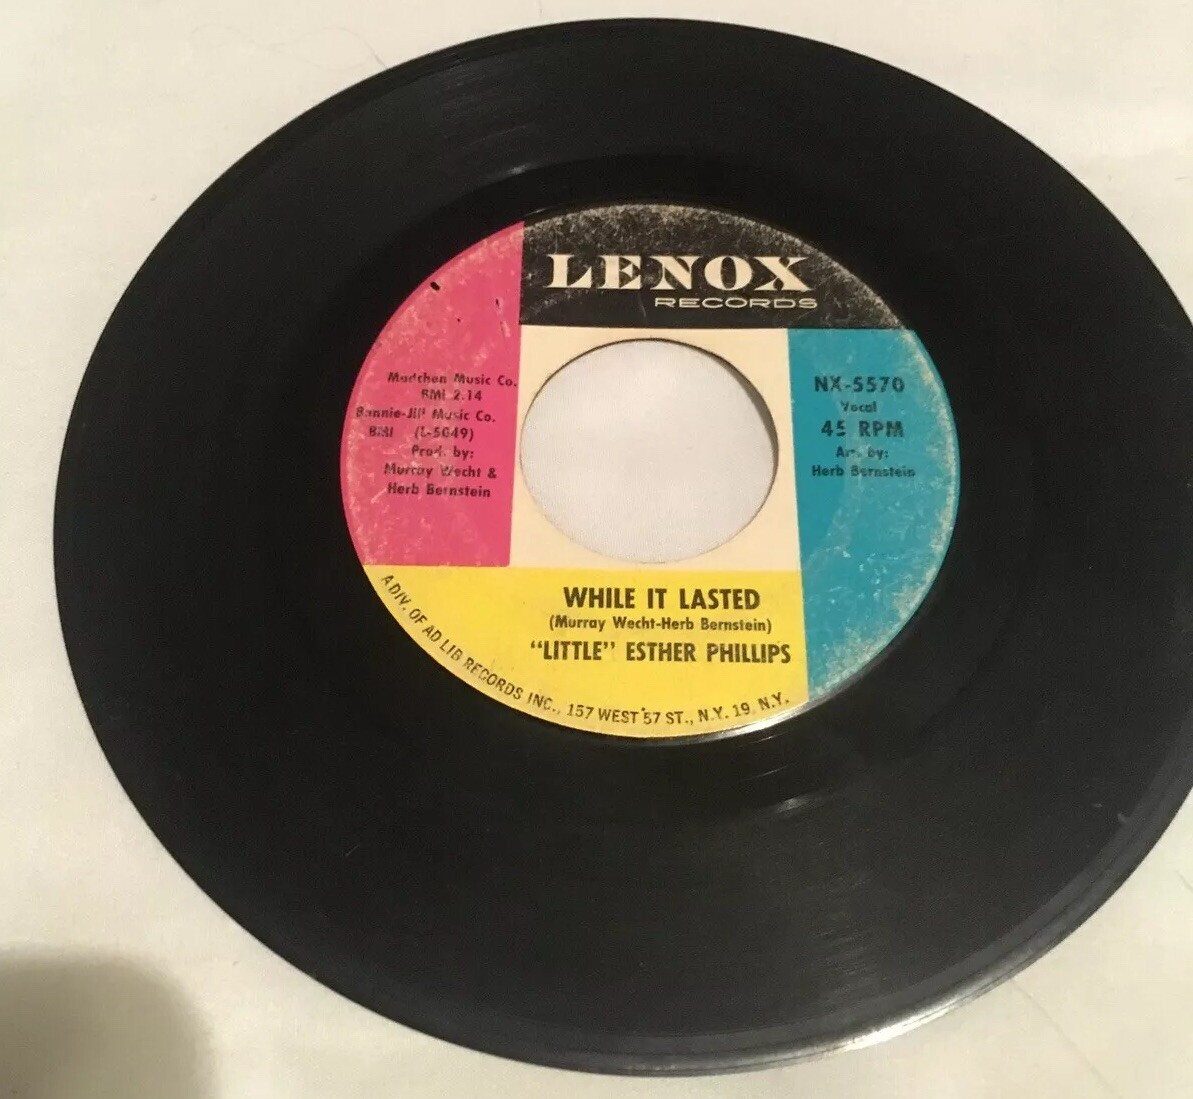 LENOX
RECORDS
Madchen Music Co.
BMI 2.14
Bonnie-Jill Music Co.
BMI (L-5049)
Prod. by:
Murray Wecht &
Herb Bernstein
NX-5570
Vocal
45 RPM
Arr. by:
Herb Bernstein
WHILE IT LASTED
(Murray Wecht-Herb Bernstein)
"LITTLE" ESTHER PHILLIPS
A DIV. OF AD LIB RECORDS INC., 157 WEST 57 ST., N.Y. 19, N.Y.